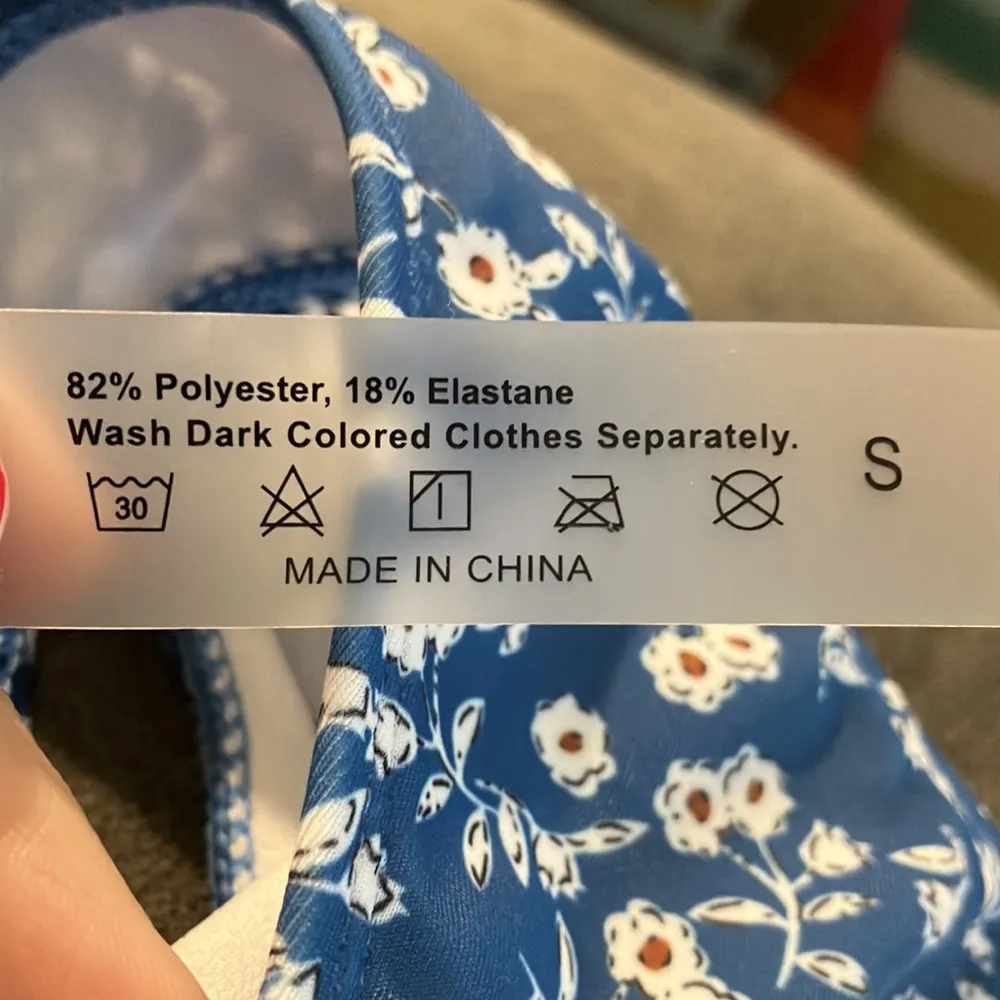 82% Polyester, 18% Elastane
Wash Dark Colored Clothes Separately.
S
30
MADE IN CHINA